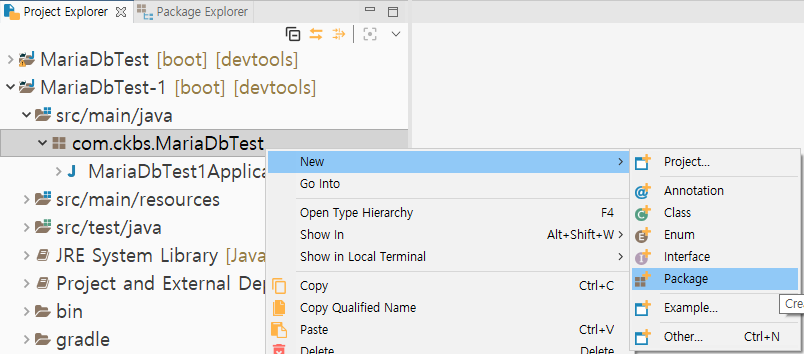 Project Explorer
Package Explorer
MariaDbTest [boot] [devtools]
MariaDbTest-1 [boot] [devtools]
src/main/java
com.ckbs.MariaDbTest
MariaDbTest1Applica
src/main/resources
src/test/java
JRE System Library [Java
Project and External Dep
bin
gradle
New
Go Into
Open Type Hierarchy F4
Show In Alt+Shift+W
Show in Local Terminal
Copy Ctrl+C
Copy Qualified Name
Paste Ctrl+V
Delete Delete
Project...
Annotation
Class
Enum
Interface
Package
Example...
Other... Ctrl+N
Crea